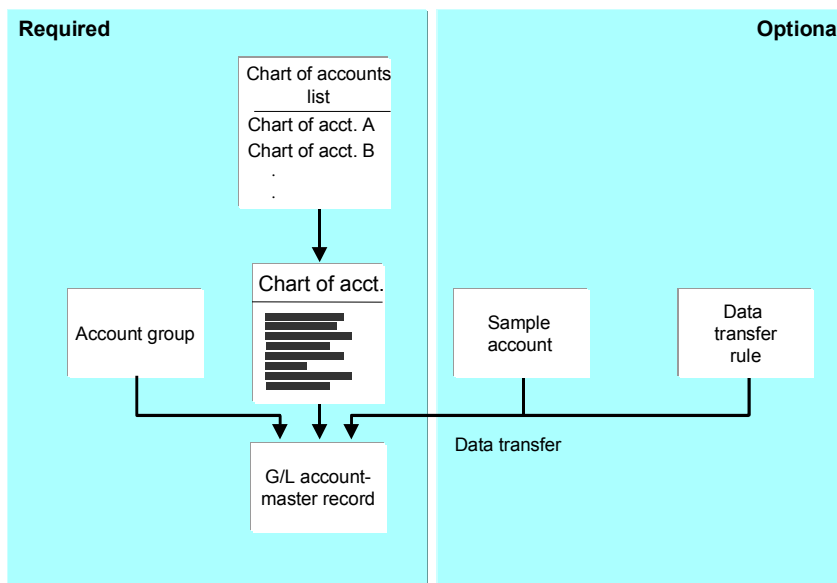 Required
Optiona
Chart of accounts
list
Chart of acct. A
Chart of acct. B
.
.
Chart of acct.
Account group
Sample
account
Data
transfer
rule
Data transfer
G/L account-
master record